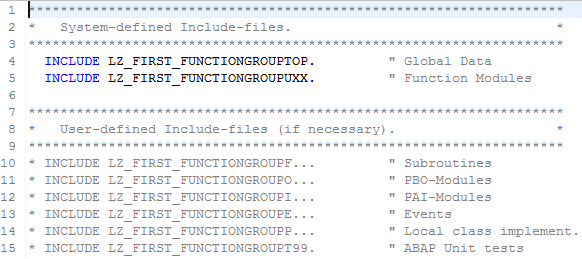 1 *******************************************************************
2 *   System-defined Include-files.                                 *
3 *******************************************************************
4   INCLUDE LZ_FIRST_FUNCTIONGROUPTOP.         " Global Data
5   INCLUDE LZ_FIRST_FUNCTIONGROUPUXX.         " Function Modules
6
7 *******************************************************************
8 *   User-defined Include-files (if necessary).                    *
9 *******************************************************************
10 * INCLUDE LZ_FIRST_FUNCTIONGROUPF...         " Subroutines
11 * INCLUDE LZ_FIRST_FUNCTIONGROUPO...         " PBO-Modules
12 * INCLUDE LZ_FIRST_FUNCTIONGROUPI...         " PAI-Modules
13 * INCLUDE LZ_FIRST_FUNCTIONGROUPE...         " Events
14 * INCLUDE LZ_FIRST_FUNCTIONGROUPP...         " Local class implement.
15 * INCLUDE LZ_FIRST_FUNCTIONGROUPT99.         " ABAP Unit tests